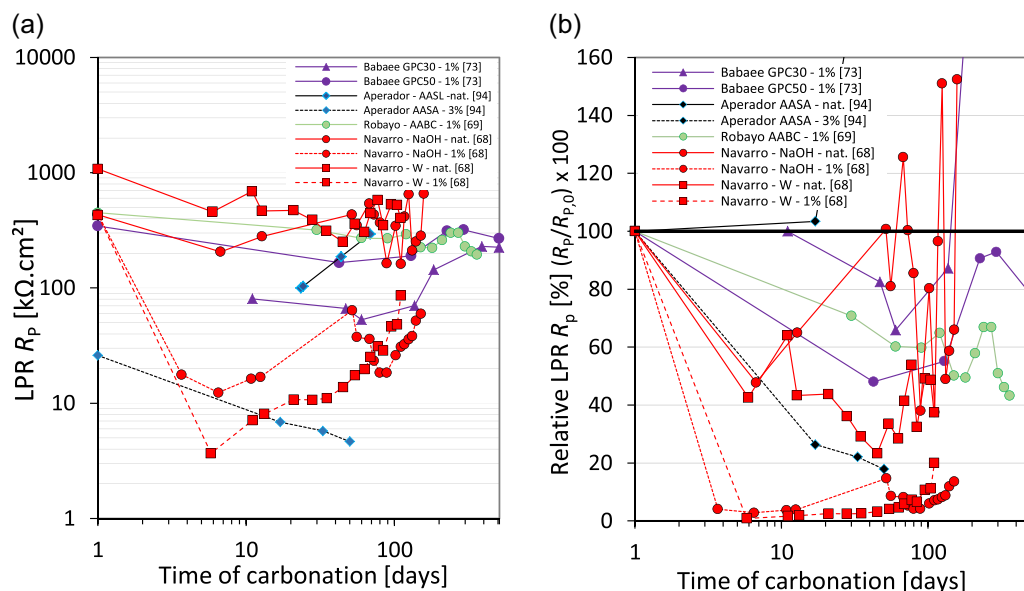 (a)
LPR Rₚ [kΩ.cm²]
10000
1000
100
10
1
1
10
100
Time of carbonation [days]
Babaee GPC30 - 1% [73]
Babaee GPC50 - 1% [73]
Aperador - AASL -nat. [94]
Aperador AASA - 3% [94]
Robayo - AABC - 1% [69]
Navarro - NaOH - nat. [68]
Navarro - NaOH - 1% [68]
Navarro - W - nat. [68]
Navarro - W - 1% [68]
(b)
Relative LPR Rₚ [%] (Rₚ/Rₚ,₀) x 100
160
140
120
100
80
60
40
20
0
1
10
100
Time of carbonation [days]
Babaee GPC30 - 1% [73]
Babaee GPC50 - 1% [73]
Aperador AASA - nat. [94]
Aperador AASA - 3% [94]
Robayo AABC - 1% [69]
Navarro - NaOH - nat. [68]
Navarro - NaOH - 1% [68]
Navarro - W - nat. [68]
Navarro - W - 1% [68]